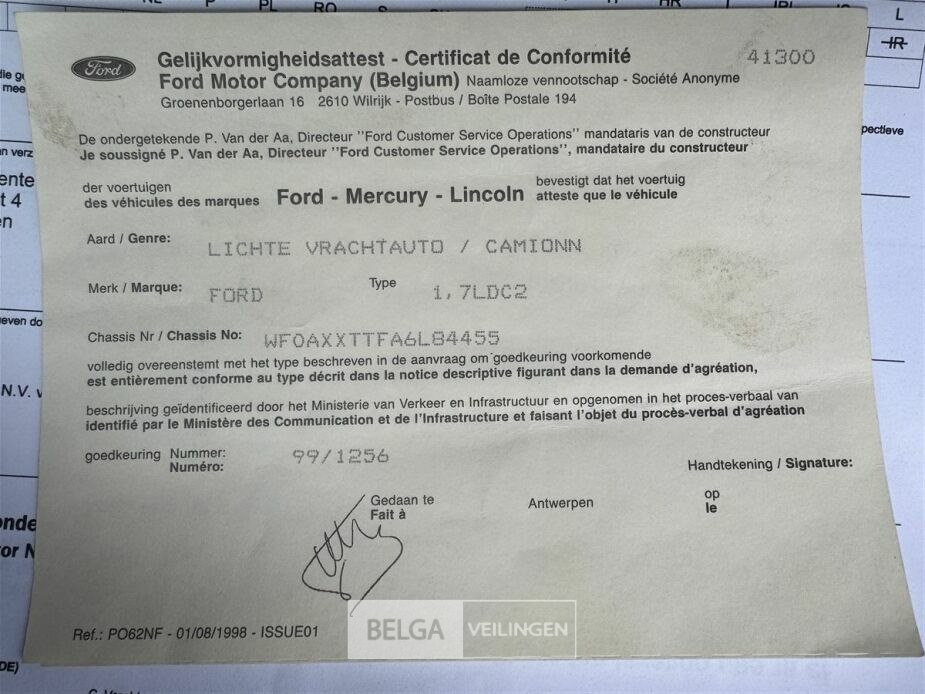 Ford
Gelijkvormigheidsattest - Certificat de Conformité
41300
Ford Motor Company (Belgium) Naamloze vennootschap - Société Anonyme
Groenenborgerlaan 16 2610 Wilrijk - Postbus / Boîte Postale 194
De ondergetekende P. Van der Aa, Directeur "Ford Customer Service Operations" mandataris van de constructeur
Je soussigné P. Van der Aa, Directeur "Ford Customer Service Operations", mandataire du constructeur
der voertuigen
des véhicules des marques
Ford - Mercury - Lincoln
bevestigt dat het voertuig
atteste que le véhicule
Aard / Genre: LICHTE VRACHTAUTO / CAMIONN
Merk / Marque: FORD Type 1,7LDC2
Chassis Nr / Chassis No: WF0AXXTTFA6L84455
volledig overeenstemt met het type beschreven in de aanvraag om goedkeuring voorkomende
est entièrement conforme au type décrit dans la notice descriptive figurant dans la demande d'agréation,
beschrijving geïdentificeerd door het Ministerie van Verkeer en Infrastructuur en opgenomen in het proces-verbaal van
identifié par le Ministère des Communication et de l'Infrastructure et faisant l'objet du procès-verbal d'agréation
goedkeuring Nummer: 99/1256
Numéro:
Handtekening / Signature:
Gedaan te Antwerpen op
Fait à le
Ref.: PO62NF - 01/08/1998 - ISSUE01
BELGA VEILINGEN